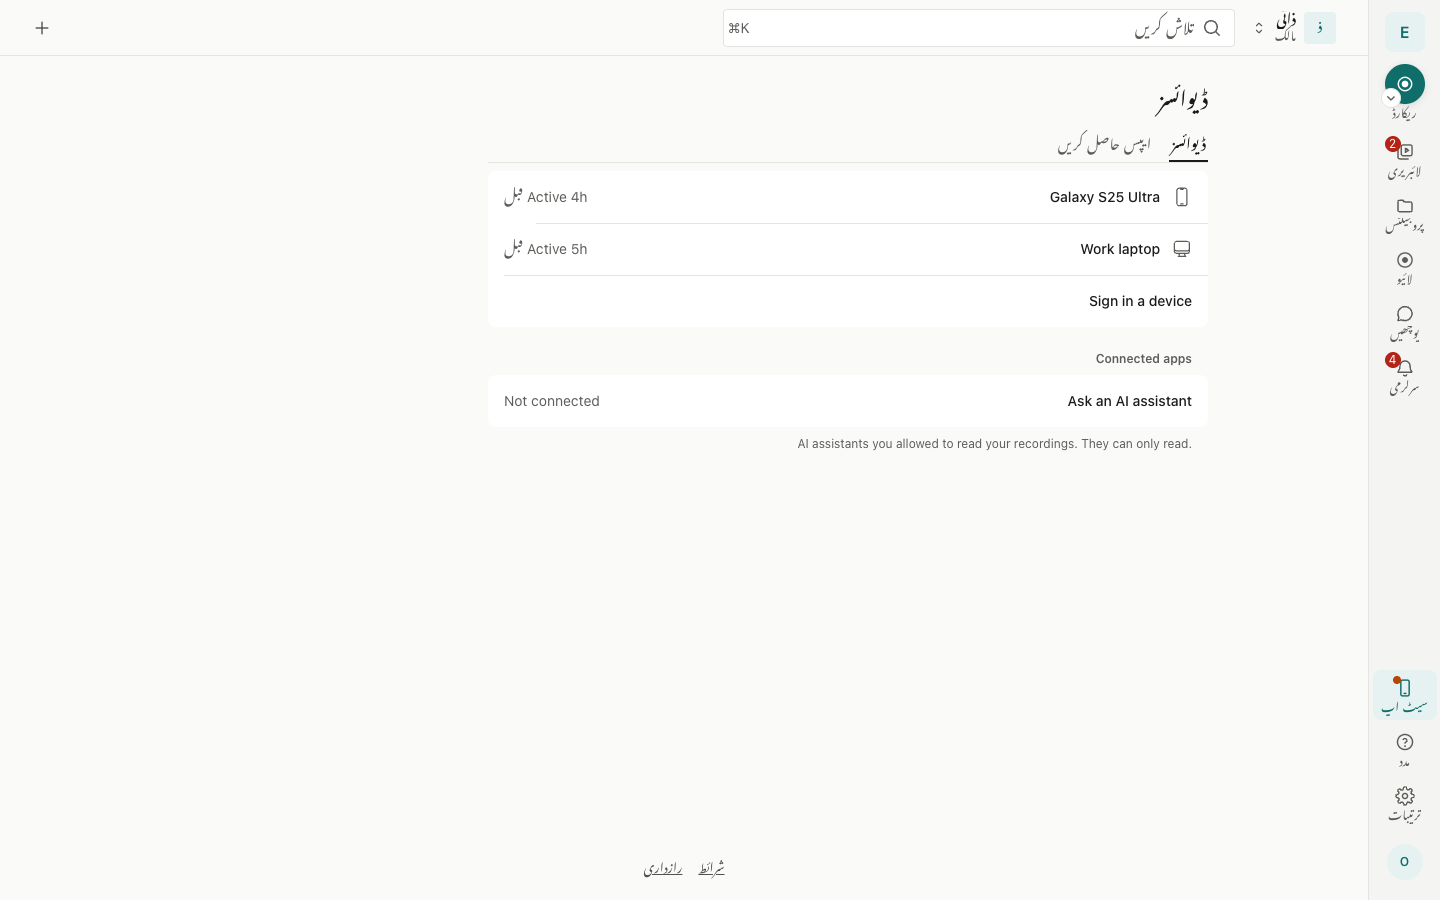 E
ذ
ذاتی
مالک
تلاش کریں
⌘K
ریکارڈ
2
لائبریری
پروجیکٹس
لائیو
پوچھیں
4
سرگرمی
سیٹ اپ
مدد
ترتیبات
O
ڈیوائسز
ڈیوائسز
ایپس حاصل کریں
Galaxy S25 Ultra
Active 4h قبل
Work laptop
Active 5h قبل
Sign in a device
Connected apps
Ask an AI assistant
Not connected
AI assistants you allowed to read your recordings. They can only read.
شرائط
رازداری